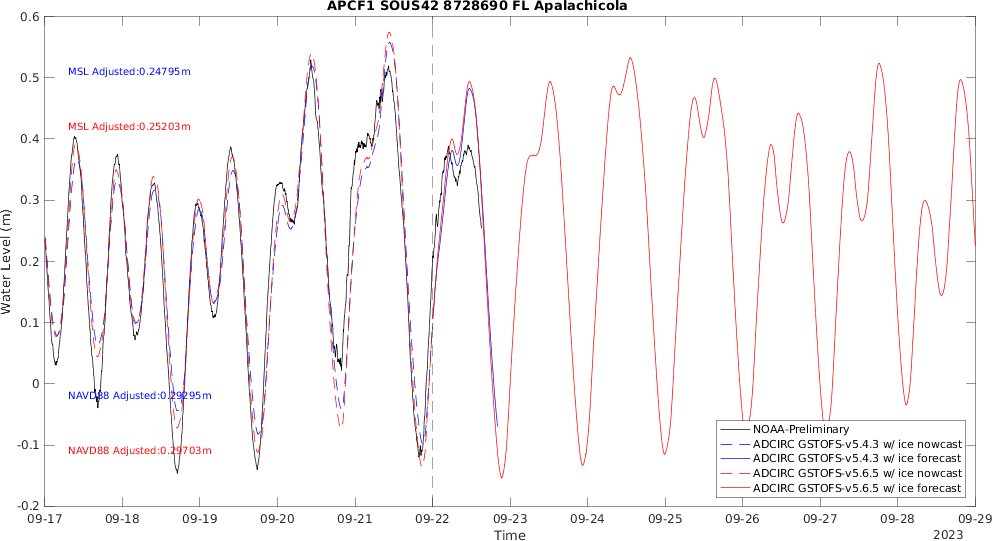 APCF1 SOUS42 8728690 FL Apalachicola
0.6
0.5
0.4
0.3
0.2
0.1
0
-0.1
-0.2
Water Level (m)
MSL Adjusted:0.24795m
MSL Adjusted:0.25203m
NAVD88 Adjusted:0.29295m
NAVD88 Adjusted:0.29703m
NOAA-Preliminary
ADCIRC GSTOFS-v5.4.3 w/ ice nowcast
ADCIRC GSTOFS-v5.4.3 w/ ice forecast
ADCIRC GSTOFS-v5.6.5 w/ ice nowcast
ADCIRC GSTOFS-v5.6.5 w/ ice forecast
09-17 09-18 09-19 09-20 09-21 09-22 09-23 09-24 09-25 09-26 09-27 09-28 09-29
Time
2023